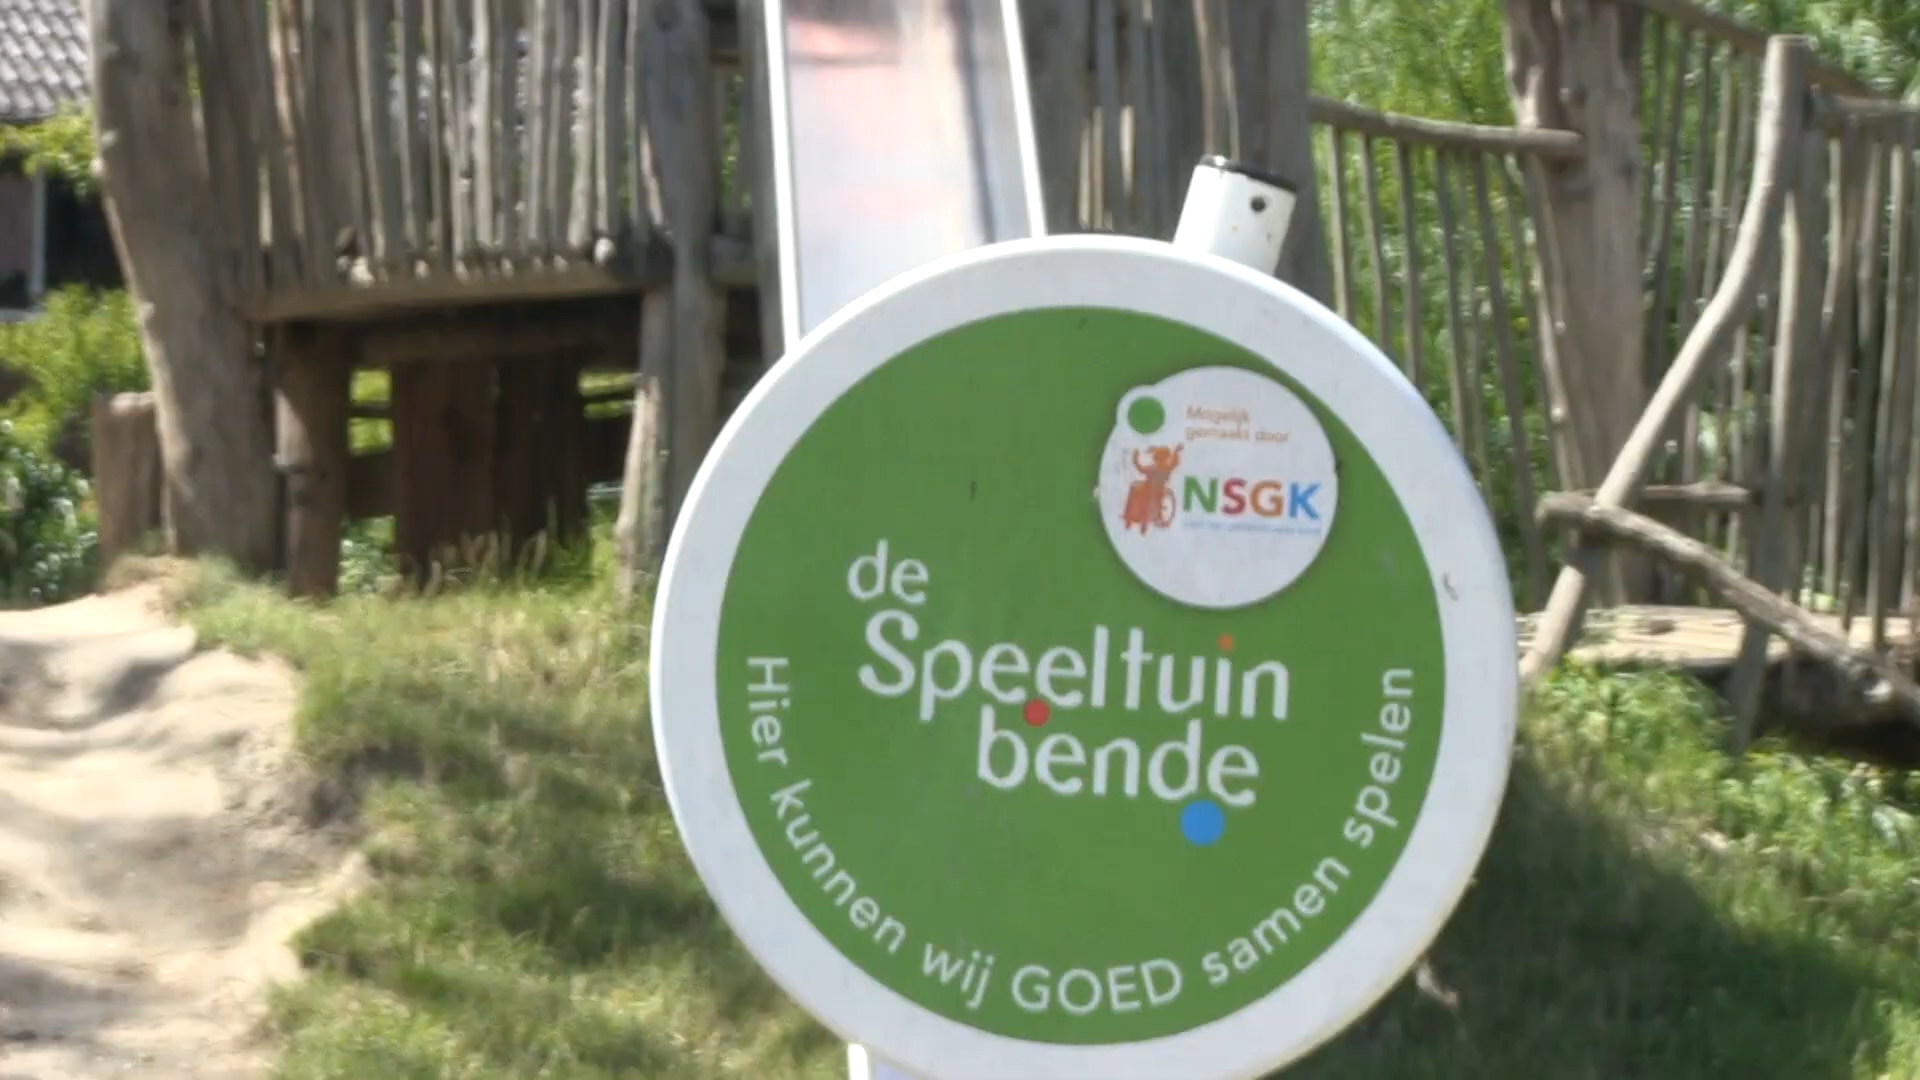 Mogelijk
gemaakt door
NSGK
de
Speeltuin
bende
Hier kunnen wij GOED samen spelen